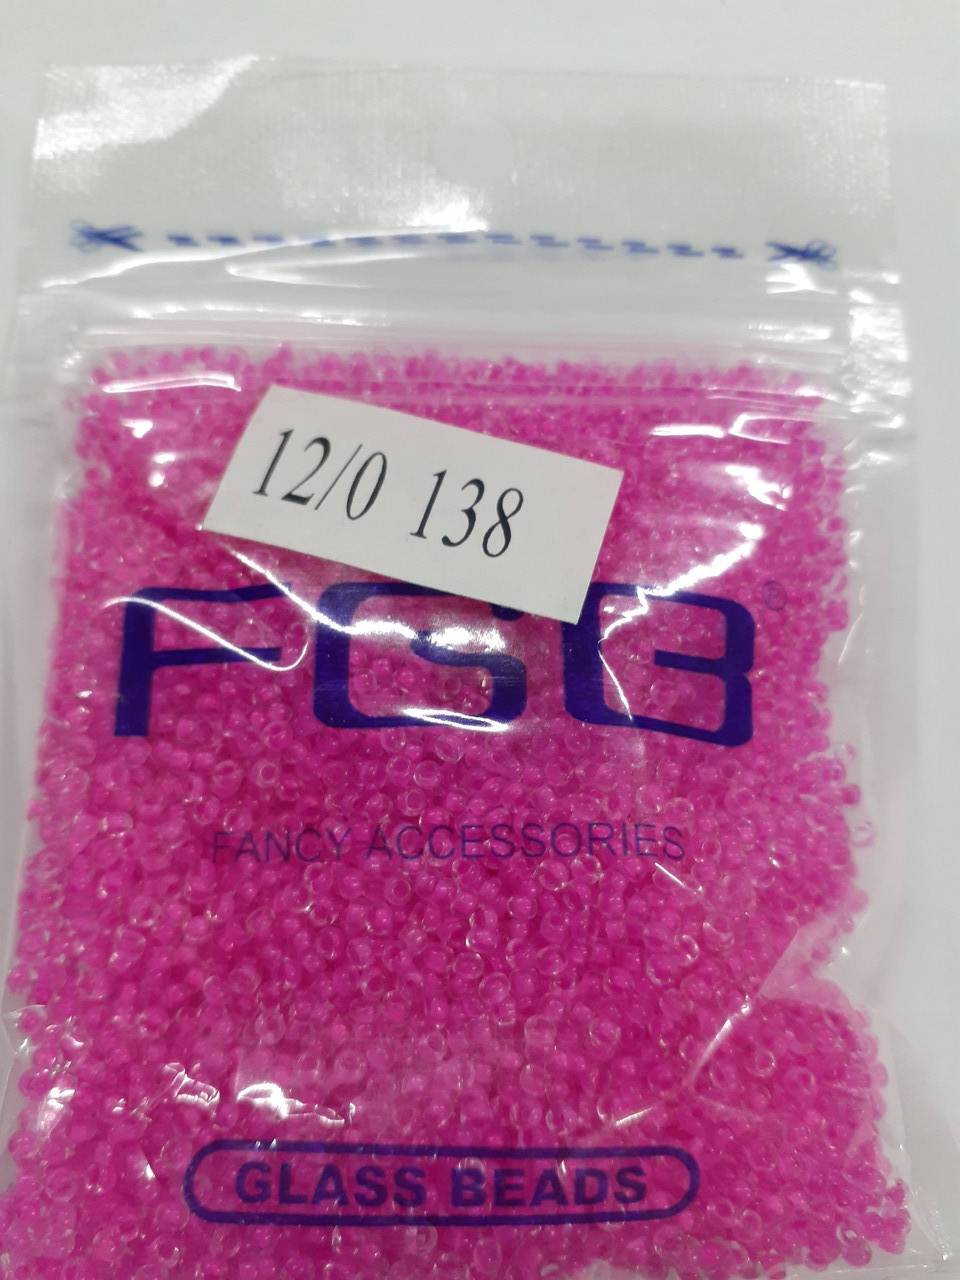 12/0 138
FGB®
FANCY ACCESSORIES
GLASS BEADS